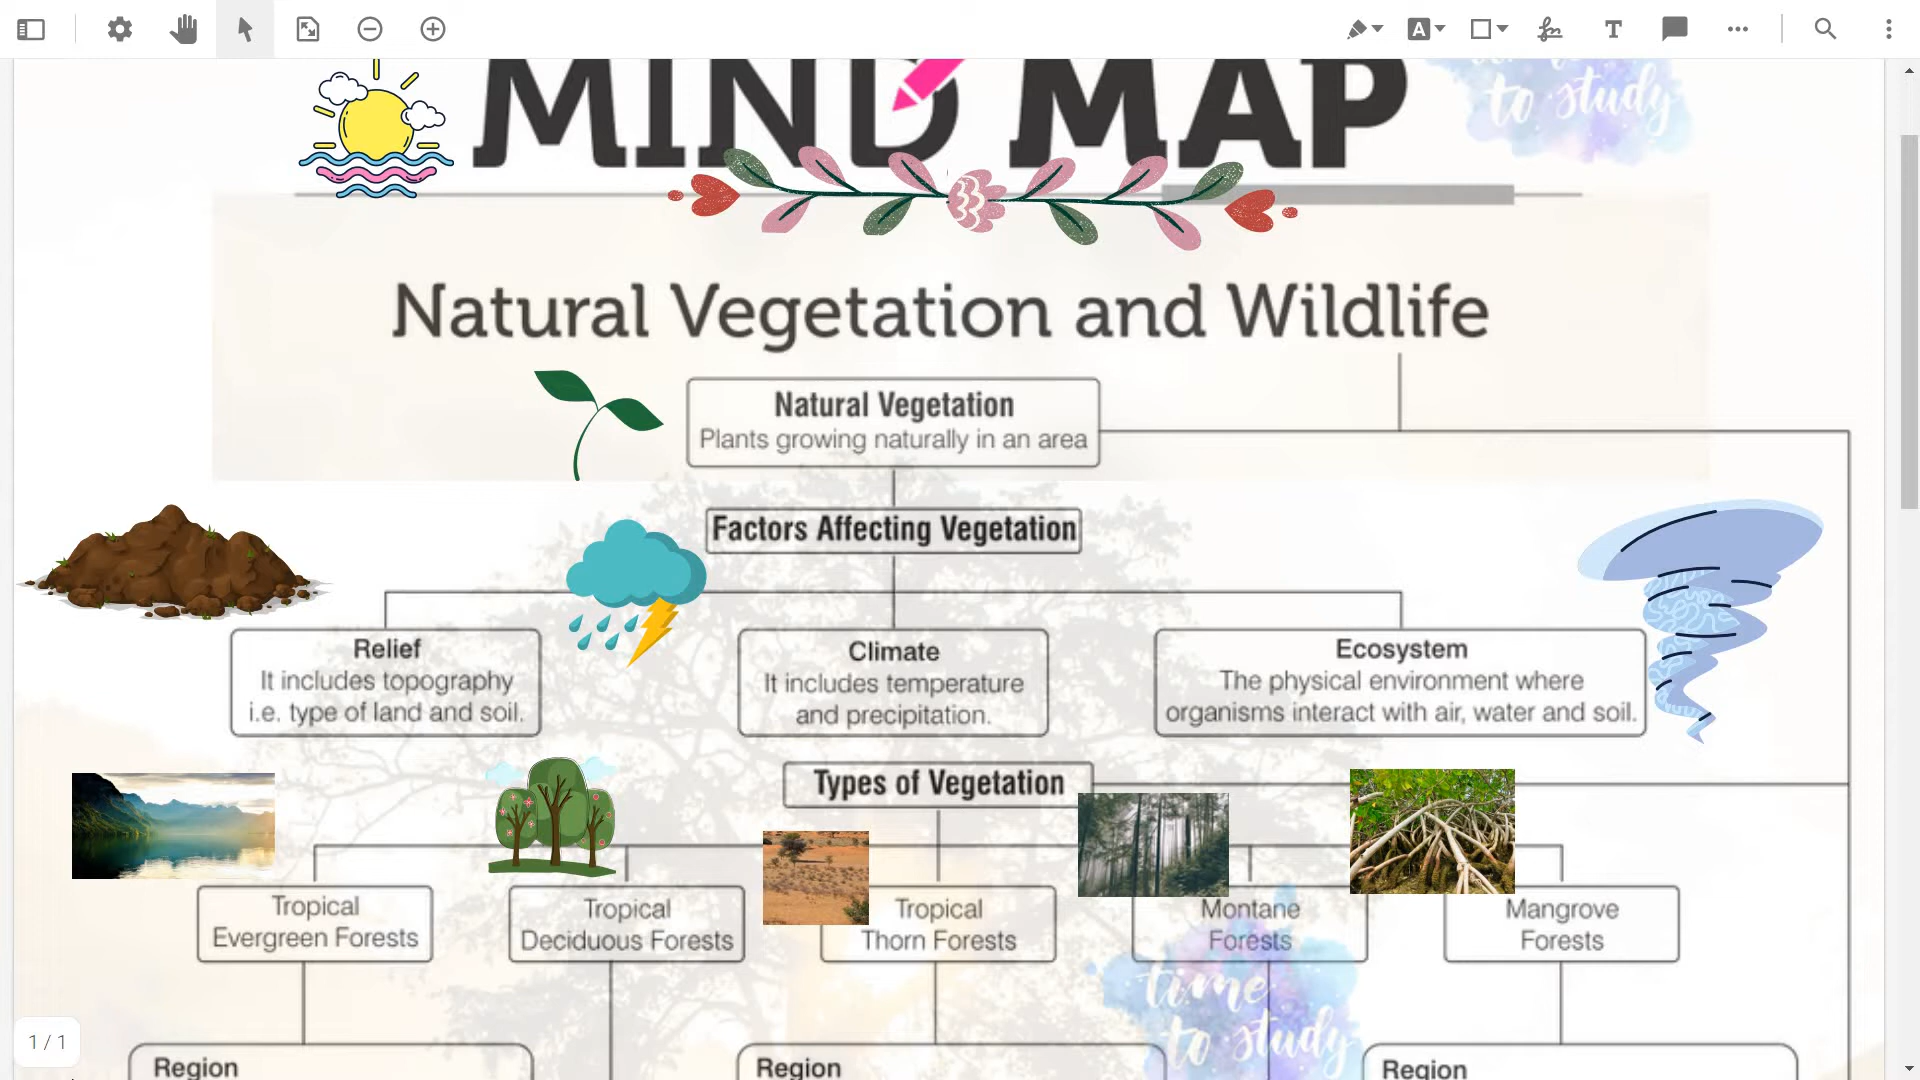 MIND MAP
to study
Natural Vegetation and Wildlife
Natural Vegetation
Plants growing naturally in an area
Factors Affecting Vegetation
Relief
It includes topography
i.e. type of land and soil.
Climate
It includes temperature
and precipitation.
Ecosystem
The physical environment where
organisms interact with air, water and soil.
Types of Vegetation
Tropical
Evergreen Forests
Tropical
Deciduous Forests
Tropical
Thorn Forests
Montane
Forests
Mangrove
Forests
time
to study
1 / 1
Region
Region
Region